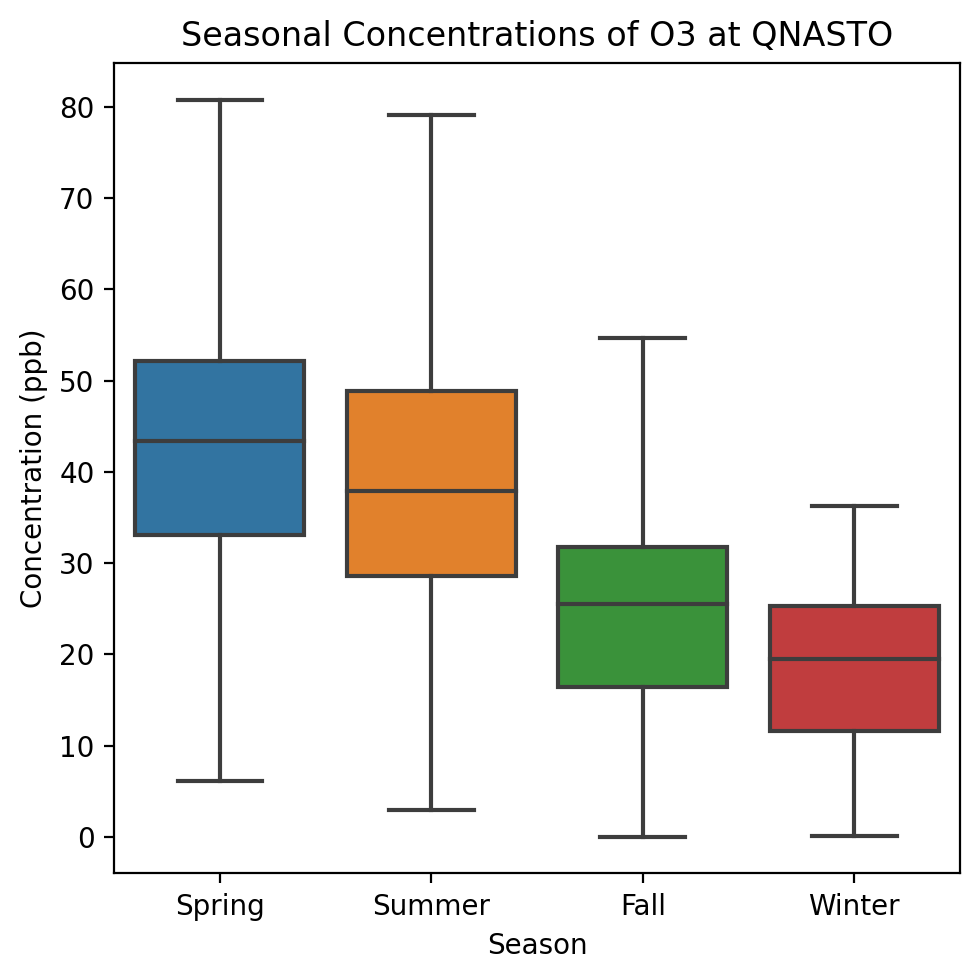 Seasonal Concentrations of O3 at QNASTO
Concentration (ppb)
80
70
60
50
40
30
20
10
0
Spring Summer Fall Winter
Season